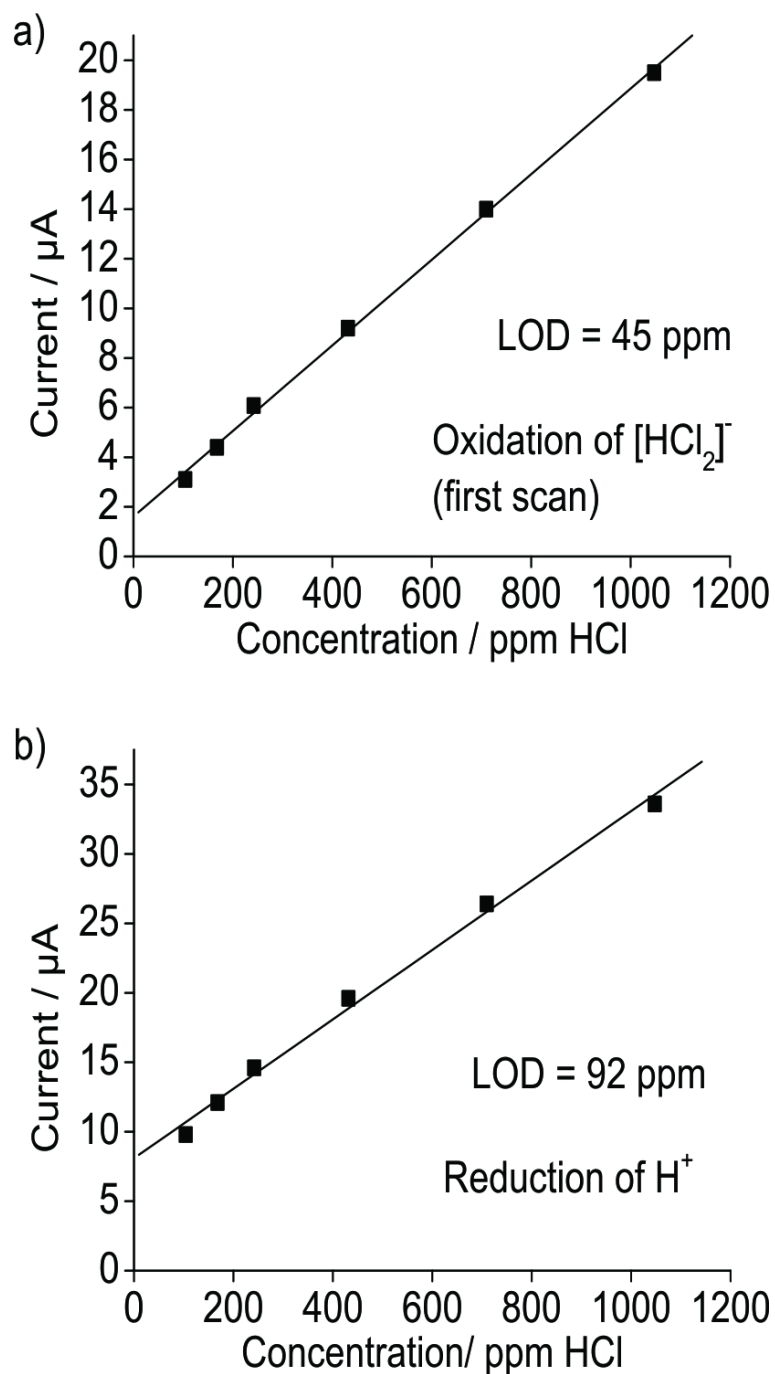 a)
20
18
16
14
12
10
8
6
4
2
0
Current / µA
LOD = 45 ppm
Oxidation of [HCl₂]⁻
(first scan)
0 200 400 600 800 1000 1200
Concentration / ppm HCl
b)
35
30
25
20
15
10
5
0
Current / µA
LOD = 92 ppm
Reduction of H⁺
0 200 400 600 800 1000 1200
Concentration/ ppm HCl